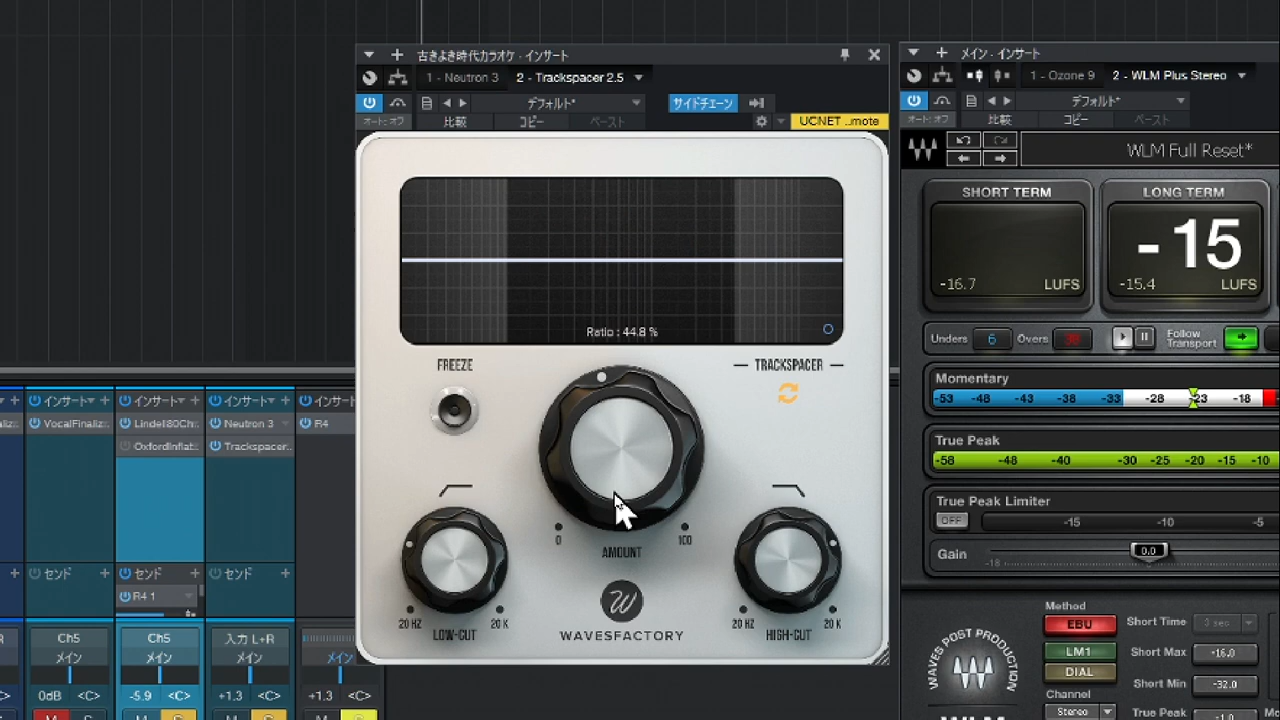 古きよき時代カラオケ - インサート
1 - Neutron 3
2 - Trackspacer 2.5
デフォルト*
サイドチェーン
オート: オフ
比較
コピー
ペースト
UCNET ..mote
Ratio : 44.8 %
FREEZE
TRACKSPACER
0
100
AMOUNT
20 HZ
20 K
LOW-CUT
20 HZ
20 K
HIGH-CUT
WAVESFACTORY
メイン - インサート
1 - Ozone 9
2 - WLM Plus Stereo
デフォルト*
オート: オフ
比較
コピー
ペースト
WLM Full Reset*
SHORT TERM
-16.7
LUFS
LONG TERM
-15
-15.4
LUFS
Unders
6
Overs
Follow
Transport
Momentary
-53 -48 -43 -38 -33 -28 -23 -18
True Peak
-58 -48 -40 -30 -25 -20 -15 -10
True Peak Limiter
OFF
-15 -10 -5
Gain
-18
0.0
WAVES POST PRODUCTION
WLM
Method
EBU
LM1
DIAL
Channel
Stereo
Short Time
3 sec
Short Max
-16.0
Short Min
-32.0
True Peak
-1.0
インサート
インサート
インサート
インサート
VocalFinaliz:
Lindell80Ch:
Neutron 3
R4
OxfordInflat:
Trackspacer..
センド
センド
センド
R4 1
Ch5
Ch5
入力 L+R
メイン
メイン
メイン
メイン
0dB
<C>
-5.9
<C>
+1.3
<C>
+1.3
<C>
M
S
M
S
M
S
M
S